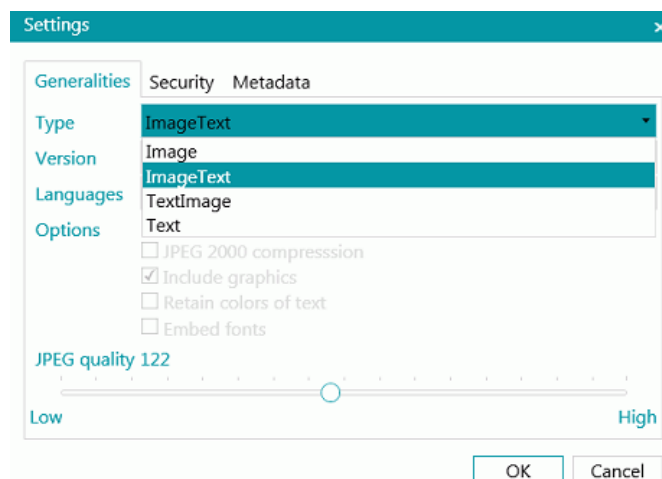 Settings
Generalities Security Metadata
Type ImageText
Image
Version
ImageText
Languages TextImage
Options Text
JPEG 2000 compresssion
Include graphics
Retain colors of text
Embed fonts
JPEG quality 122
Low High
OK Cancel